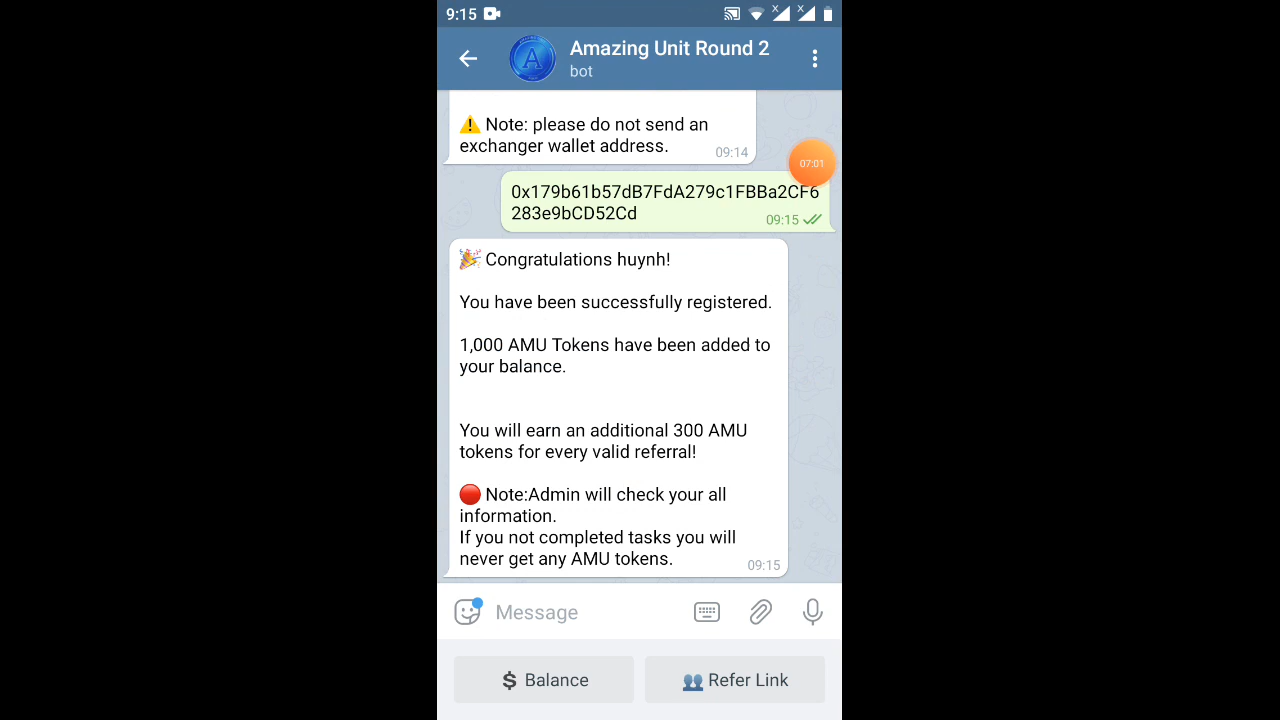 9:15
Amazing Unit Round 2
bot
⚠️ Note: please do not send an
exchanger wallet address.
09:14
07:01
0x179b61b57dB7FdA279c1FBBa2CF6
283e9bCD52Cd
09:15
🎉 Congratulations huynh!
You have been successfully registered.
1,000 AMU Tokens have been added to
your balance.
You will earn an additional 300 AMU
tokens for every valid referral!
🔴 Note:Admin will check your all
information.
If you not completed tasks you will
never get any AMU tokens.
09:15
Message
$ Balance
👥 Refer Link